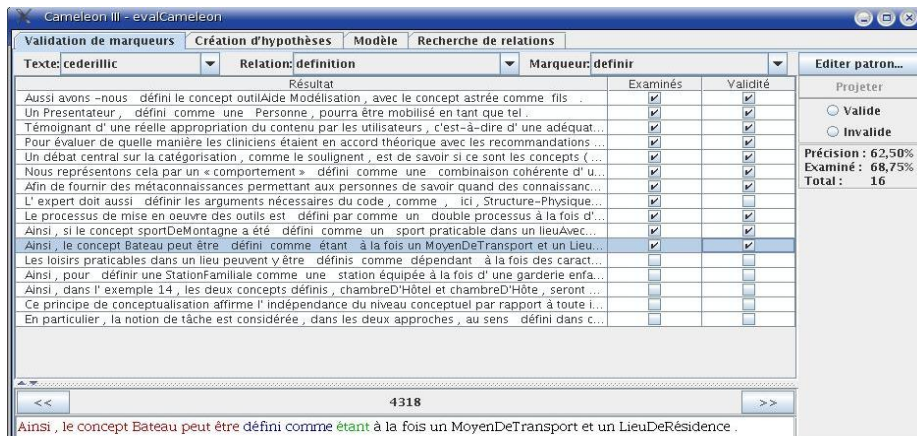 Cameleon III - evalCameleon
Validation de marqueurs Création d'hypothèses Modèle Recherche de relations
Texte: cederillic Relation: definition Marqueur: definir Editer patron...
Résultat Examinés Validité Projeter
Aussi avons -nous défini le concept outilAide Modélisation , avec le concept astrée comme fils .
Un Presentateur , défini comme une Personne , pourra être mobilisé en tant que tel . Valide
Témoignant d' une réelle appropriation du contenu par les utilisateurs , c'est-à-dire d' une adéquat... Invalide
Pour évaluer de quelle manière les cliniciens étaient en accord théorique avec les recommandations ...
Un débat central sur la catégorisation , comme le soulignent , est de savoir si ce sont les concepts ( ... Précision : 62,50%
Nous représentons cela par un « comportement » défini comme une combinaison cohérente d' u... Examiné : 68,75%
Afin de fournir des métaconnaissances permettant aux personnes de savoir quand des connaissanc... Total : 16
L' expert doit aussi définir les arguments nécessaires du code , comme , ici , Structure-Physique...
Le processus de mise en oeuvre des outils est défini par comme un double processus à la fois d'...
Ainsi , si le concept sportDeMontagne a été défini comme un sport praticable dans un lieuAvec...
Ainsi , le concept Bateau peut être défini comme étant à la fois un MoyenDeTransport et un Lieu...
Les loisirs praticables dans un lieu peuvent y être définis comme dépendant à la fois des caract...
Ainsi , pour définir une StationFamiliale comme une station équipée à la fois d' une garderie enfa...
Ainsi , dans l' exemple 14 , les deux concepts définis , chambreD'Hôtel et chambreD'Hôte , seront ...
Ce principe de conceptualisation affirme l' indépendance du niveau conceptuel par rapport à toute i...
En particulier , la notion de tâche est considérée , dans les deux approches , au sens défini dans c...
<< 4318 >>
Ainsi , le concept Bateau peut être défini comme étant à la fois un MoyenDeTransport et un LieuDeRésidence .